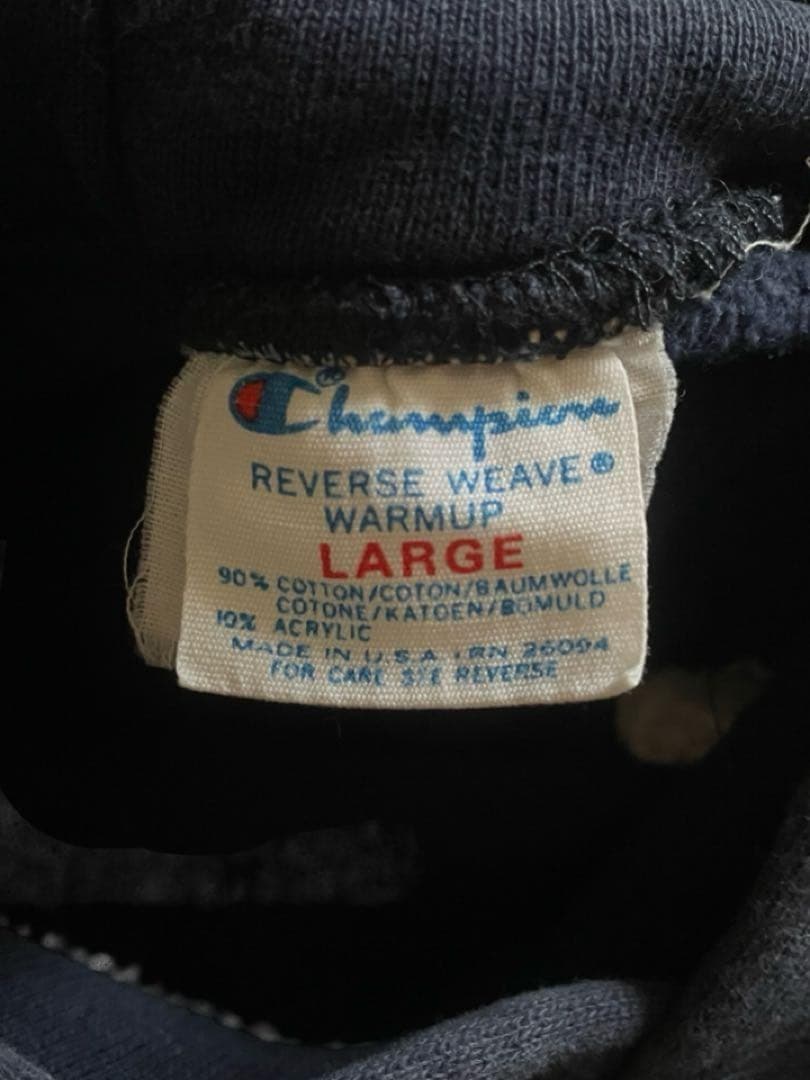 Champion®
REVERSE WEAVE®
WARMUP
LARGE
90% COTTON/COTON/BAUMWOLLE
COTONE/KATOEN/BOMULD
10% ACRYLIC
MADE IN U.S.A. RN 26094
FOR CARE SEE REVERSE